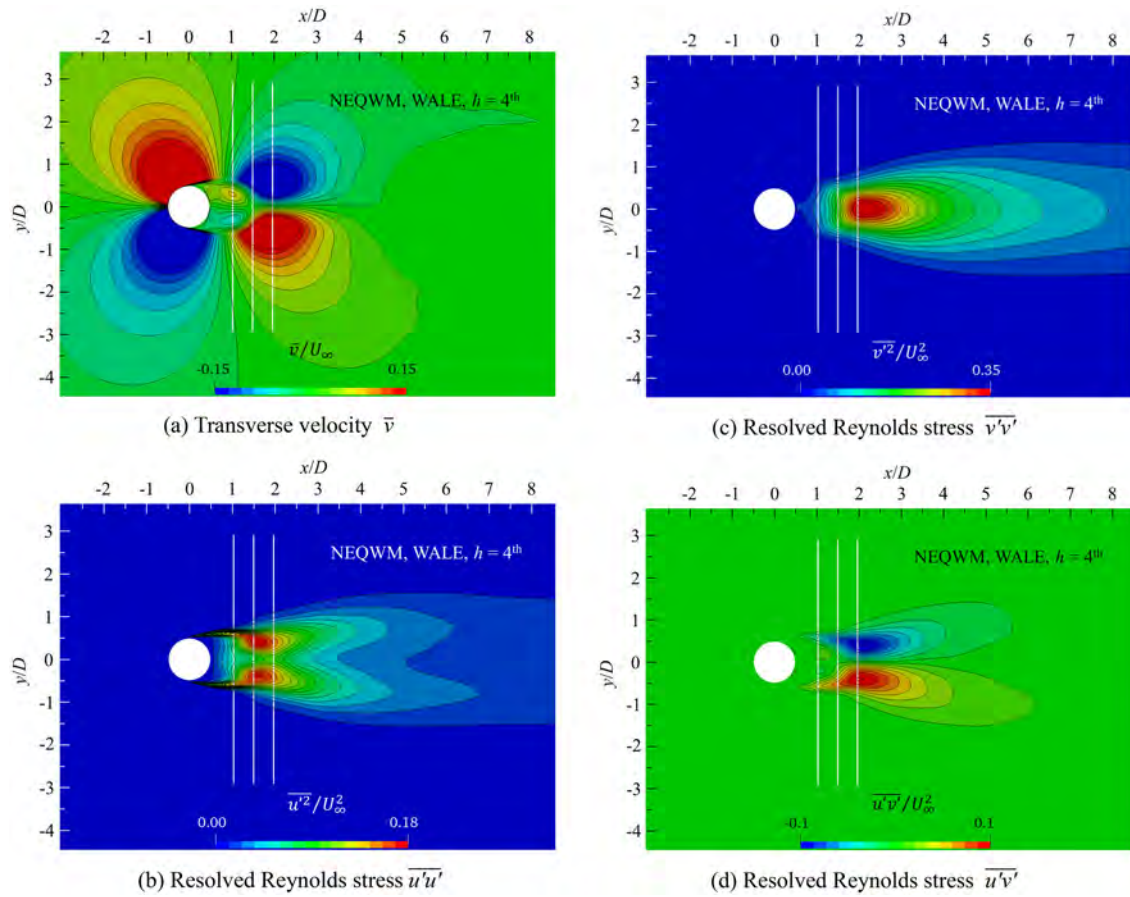 x/D
-2 -1 0 1 2 3 4 5 6 7 8
3
2
1
0
-1
-2
-3
-4
y/D
NEQWM, WALE, h = 4th
v̅/U∞
-0.15 0.15
(a) Transverse velocity v̅
x/D
-2 -1 0 1 2 3 4 5 6 7 8
3
2
1
0
-1
-2
-3
-4
y/D
NEQWM, WALE, h = 4th
v'²/U∞²
0.00 0.35
(c) Resolved Reynolds stress v'v'
x/D
-2 -1 0 1 2 3 4 5 6 7 8
3
2
1
0
-1
-2
-3
-4
y/D
NEQWM, WALE, h = 4th
u'²/U∞²
0.00 0.18
(b) Resolved Reynolds stress u'u'
x/D
-2 -1 0 1 2 3 4 5 6 7 8
3
2
1
0
-1
-2
-3
-4
y/D
NEQWM, WALE, h = 4th
u'v'/U∞²
-0.1 0.1
(d) Resolved Reynolds stress u'v'